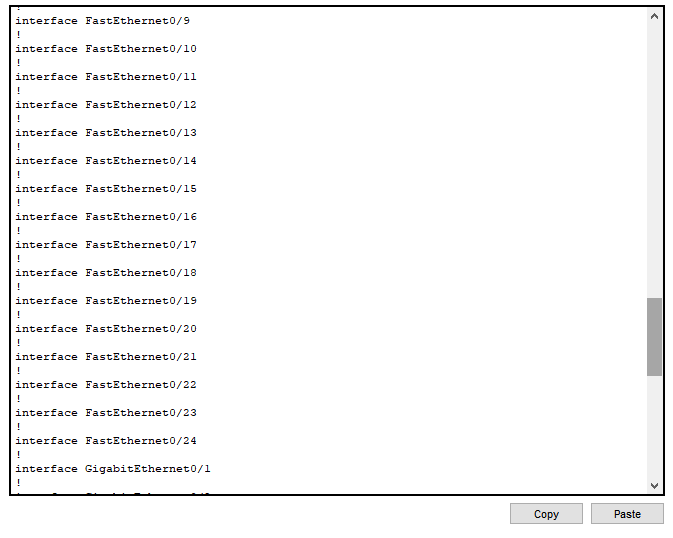 !
interface FastEthernet0/9
!
interface FastEthernet0/10
!
interface FastEthernet0/11
!
interface FastEthernet0/12
!
interface FastEthernet0/13
!
interface FastEthernet0/14
!
interface FastEthernet0/15
!
interface FastEthernet0/16
!
interface FastEthernet0/17
!
interface FastEthernet0/18
!
interface FastEthernet0/19
!
interface FastEthernet0/20
!
interface FastEthernet0/21
!
interface FastEthernet0/22
!
interface FastEthernet0/23
!
interface FastEthernet0/24
!
interface GigabitEthernet0/1
!
Copy Paste